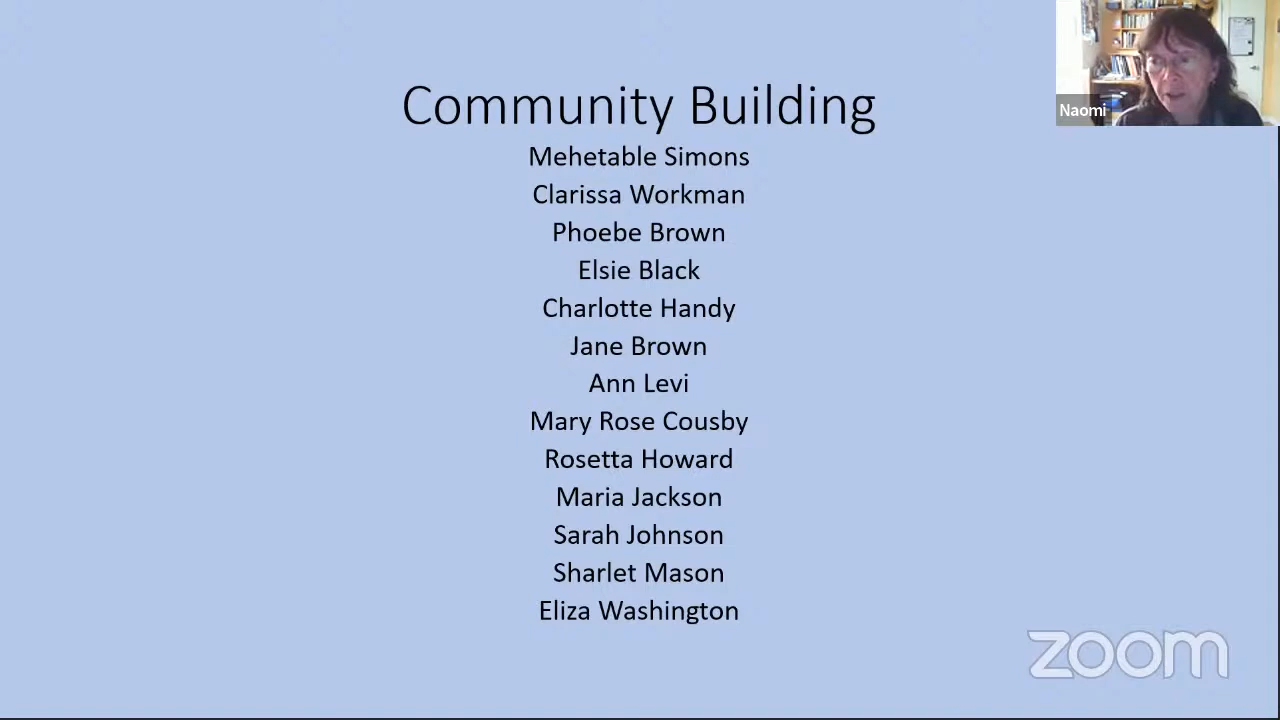 Community Building
Mehetable Simons
Clarissa Workman
Phoebe Brown
Elsie Black
Charlotte Handy
Jane Brown
Ann Levi
Mary Rose Cousby
Rosetta Howard
Maria Jackson
Sarah Johnson
Sharlet Mason
Eliza Washington
Naomi
zoom